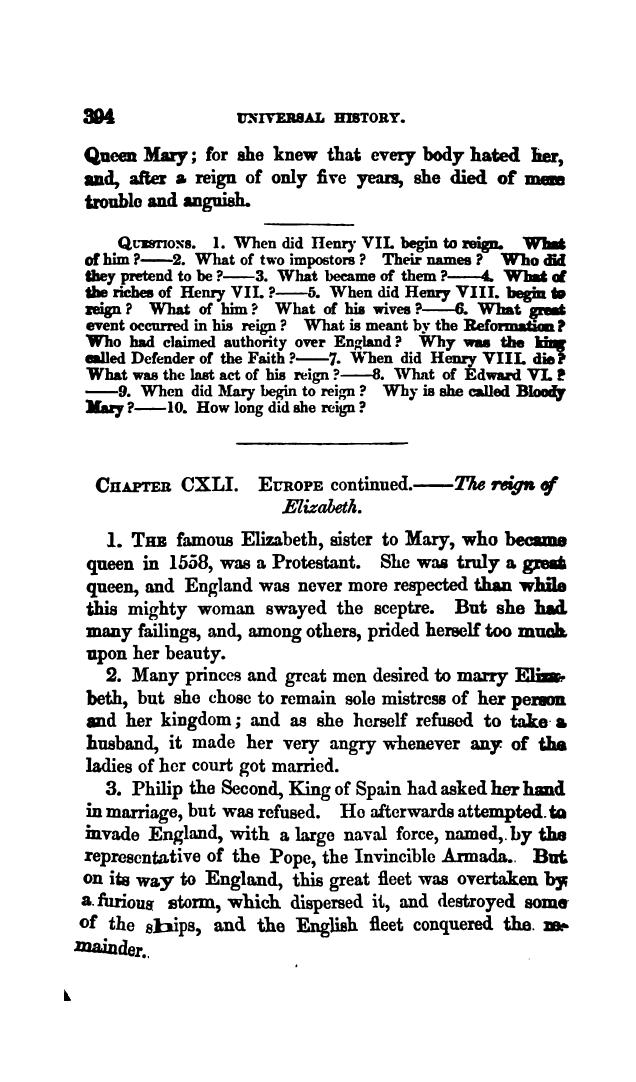 394 UNIVERSAL HISTORY.
Queen Mary; for she knew that every body hated her,
and, after a reign of only five years, she died of mere
trouble and anguish.
QUESTIONS. 1. When did Henry VII. begin to reign. What
of him?——2. What of two impostors? Their names? Who did
they pretend to be?——3. What became of them?——4. What of
the riches of Henry VII.?——5. When did Henry VIII. begin to
reign? What of him? What of his wives?——6. What great
event occurred in his reign? What is meant by the Reformation?
Who had claimed authority over England? Why was the king
called Defender of the Faith?——7. When did Henry VIII. die?
What was the last act of his reign?——8. What of Edward VI.?
——9. When did Mary begin to reign? Why is she called Bloody
Mary?——10. How long did she reign?
CHAPTER CXLI. EUROPE continued.——The reign of
Elizabeth.
1. THE famous Elizabeth, sister to Mary, who became
queen in 1558, was a Protestant. She was truly a great
queen, and England was never more respected than while
this mighty woman swayed the sceptre. But she had
many failings, and, among others, prided herself too much
upon her beauty.
2. Many princes and great men desired to marry Eliza-
beth, but she chose to remain sole mistress of her person
and her kingdom; and as she herself refused to take a
husband, it made her very angry whenever any of the
ladies of her court got married.
3. Philip the Second, King of Spain had asked her hand
in marriage, but was refused. He afterwards attempted to
invade England, with a large naval force, named, by the
representative of the Pope, the Invincible Armada. But
on its way to England, this great fleet was overtaken by
a furious storm, which dispersed it, and destroyed some
of the ships, and the English fleet conquered the re-
mainder.